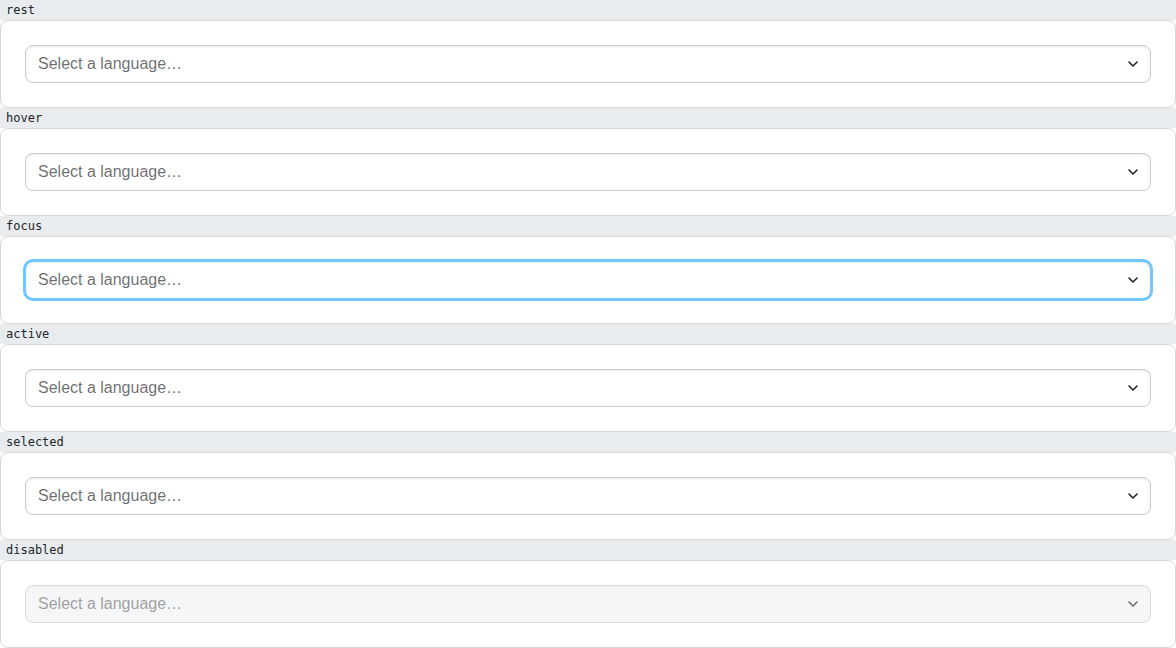 rest
Select a language…
hover
Select a language…
focus
Select a language…
active
Select a language…
selected
Select a language…
disabled
Select a language…